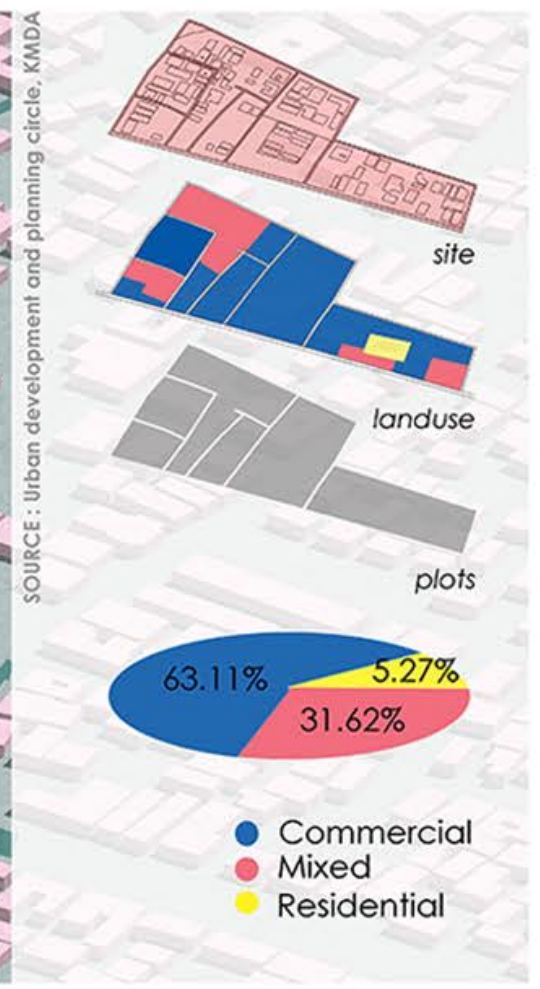 SOURCE : Urban development and planning circle, KMDA
site
landuse
plots
63.11%
5.27%
31.62%
Commercial
Mixed
Residential